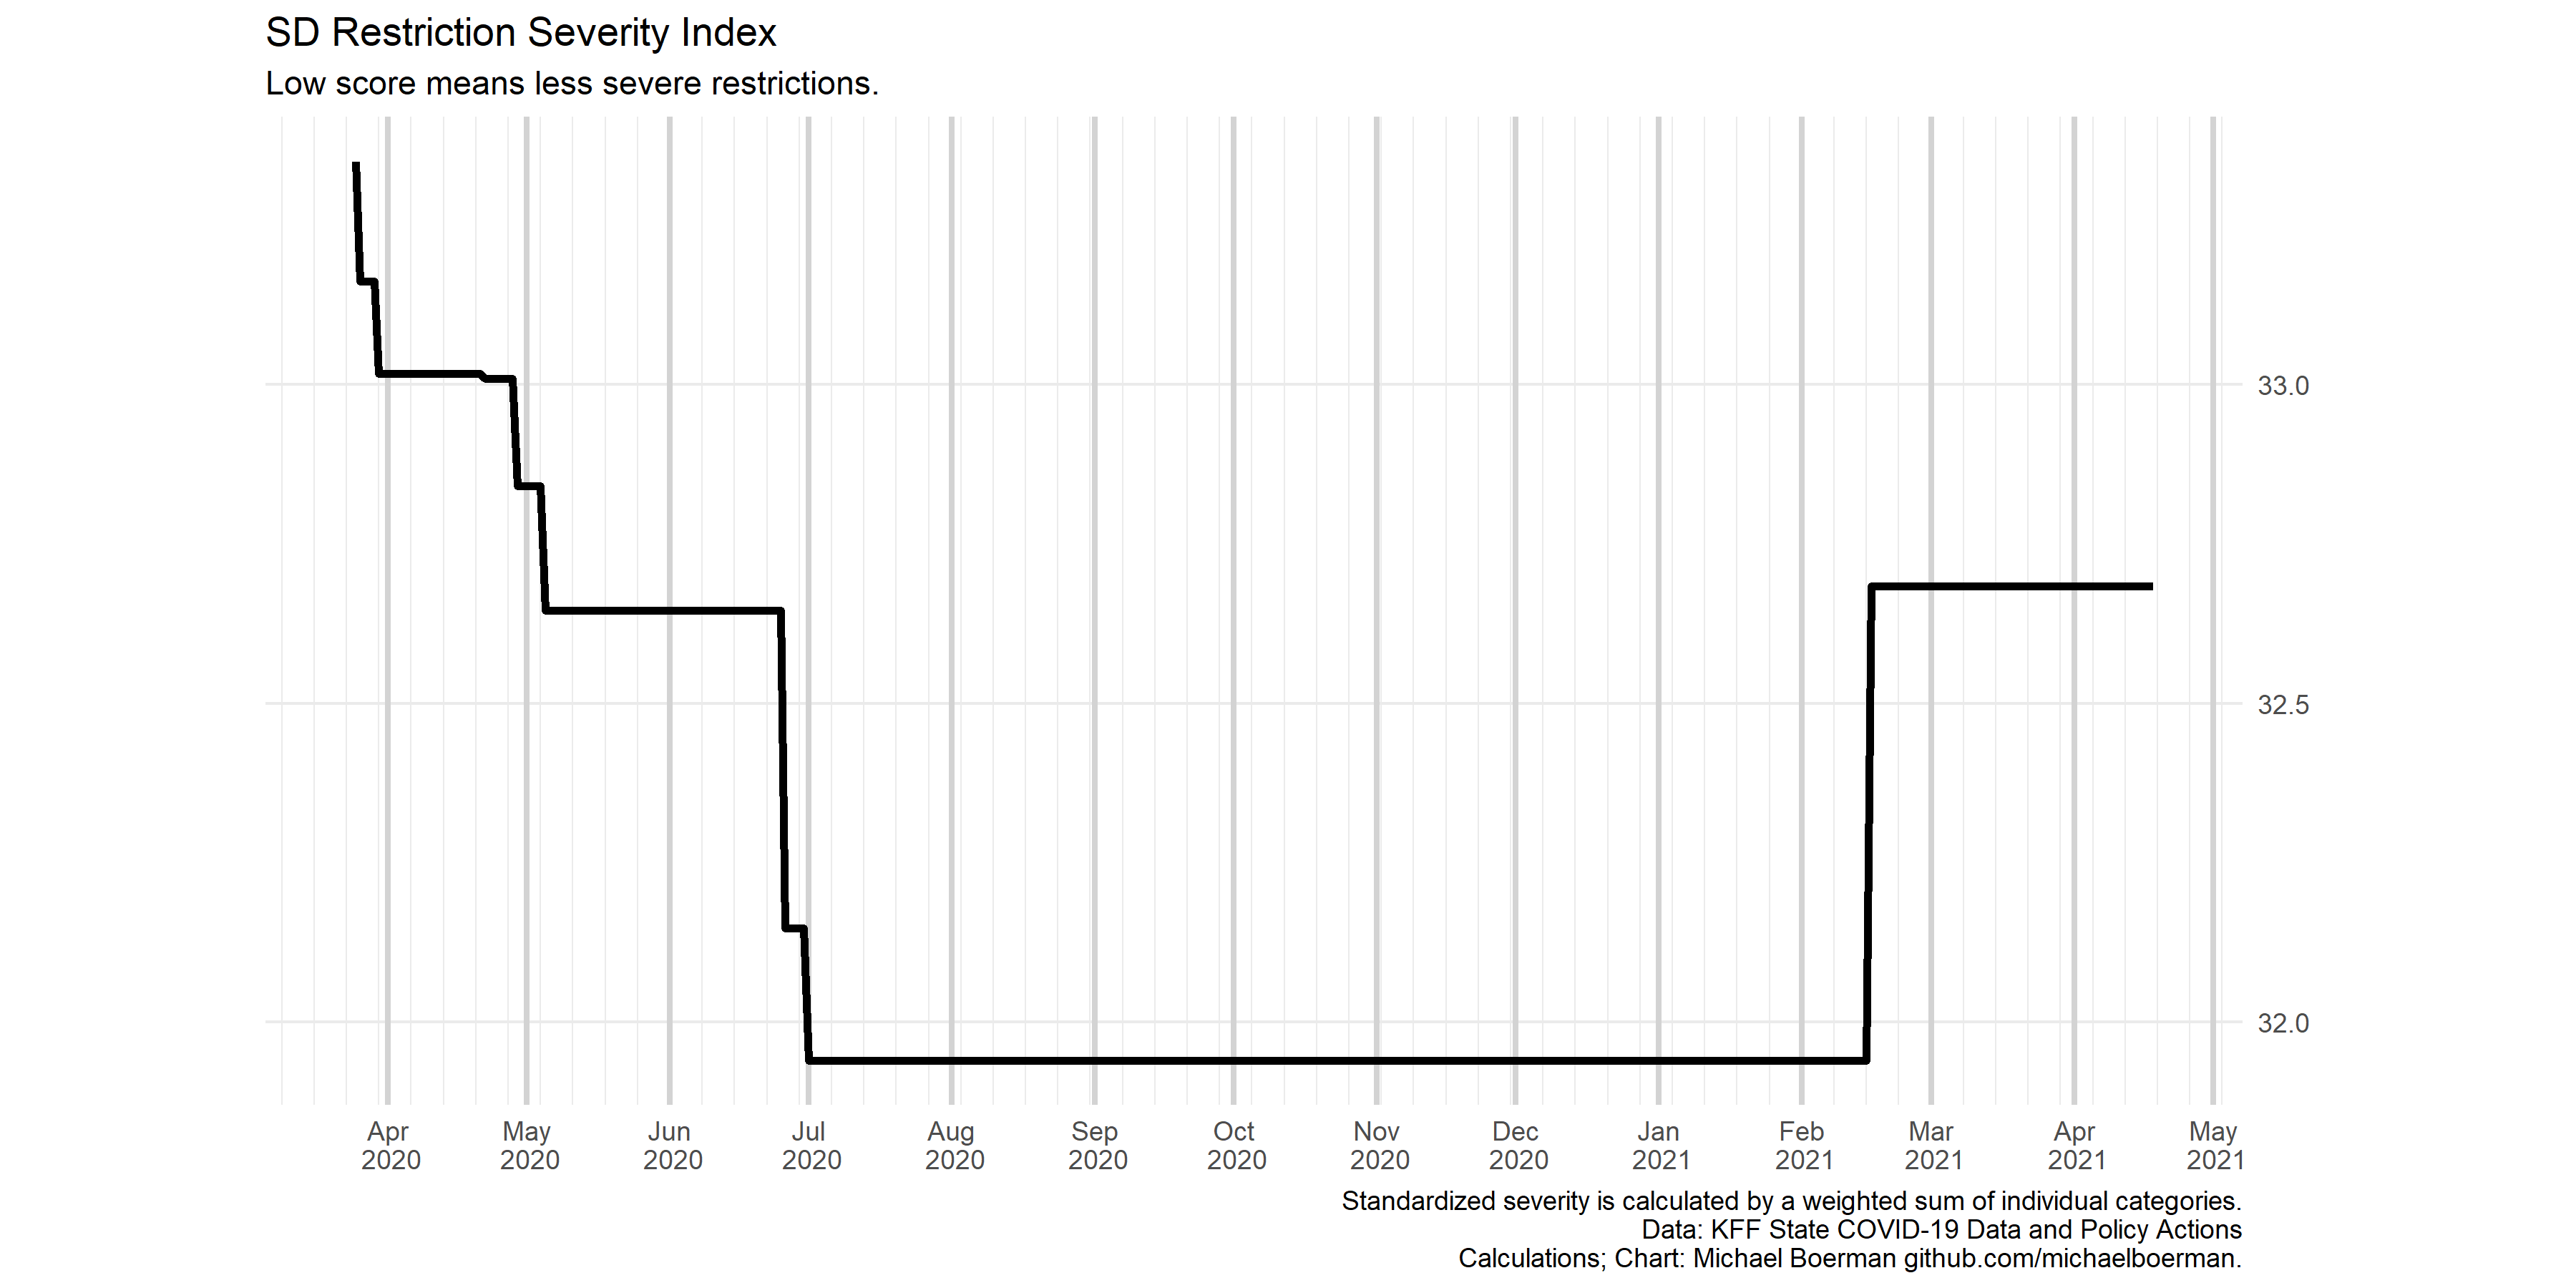 SD Restriction Severity Index
Low score means less severe restrictions.
33.0
32.5
32.0
Apr May Jun Jul Aug Sep Oct Nov Dec Jan Feb Mar Apr May
2020 2020 2020 2020 2020 2020 2020 2020 2020 2021 2021 2021 2021 2021
Standardized severity is calculated by a weighted sum of individual categories.
Data: KFF State COVID-19 Data and Policy Actions
Calculations; Chart: Michael Boerman github.com/michaelboerman.